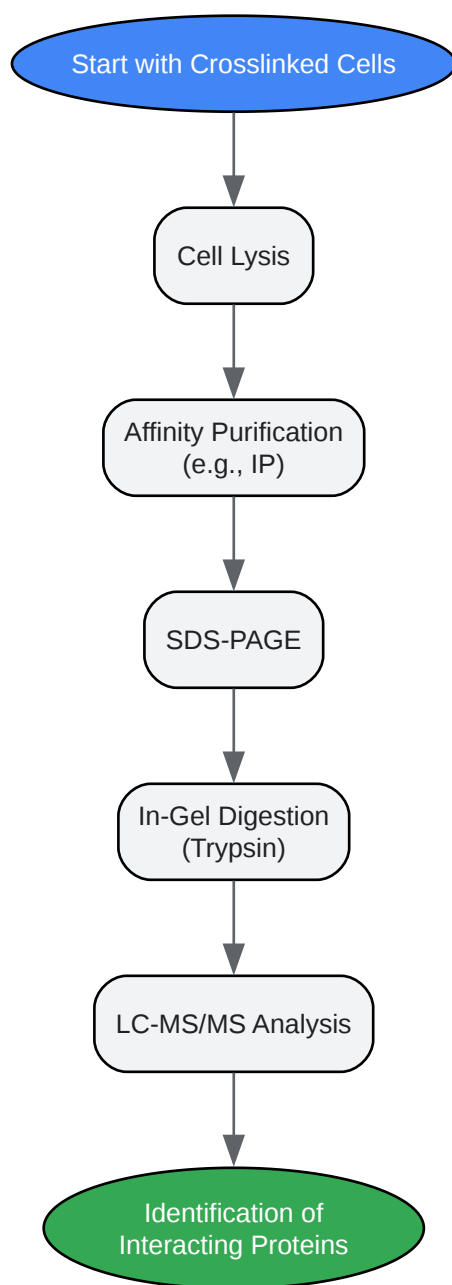 Start with Crosslinked Cells
Cell Lysis
Affinity Purification
(e.g., IP)
SDS-PAGE
In-Gel Digestion
(Trypsin)
LC-MS/MS Analysis
Identification of
Interacting Proteins